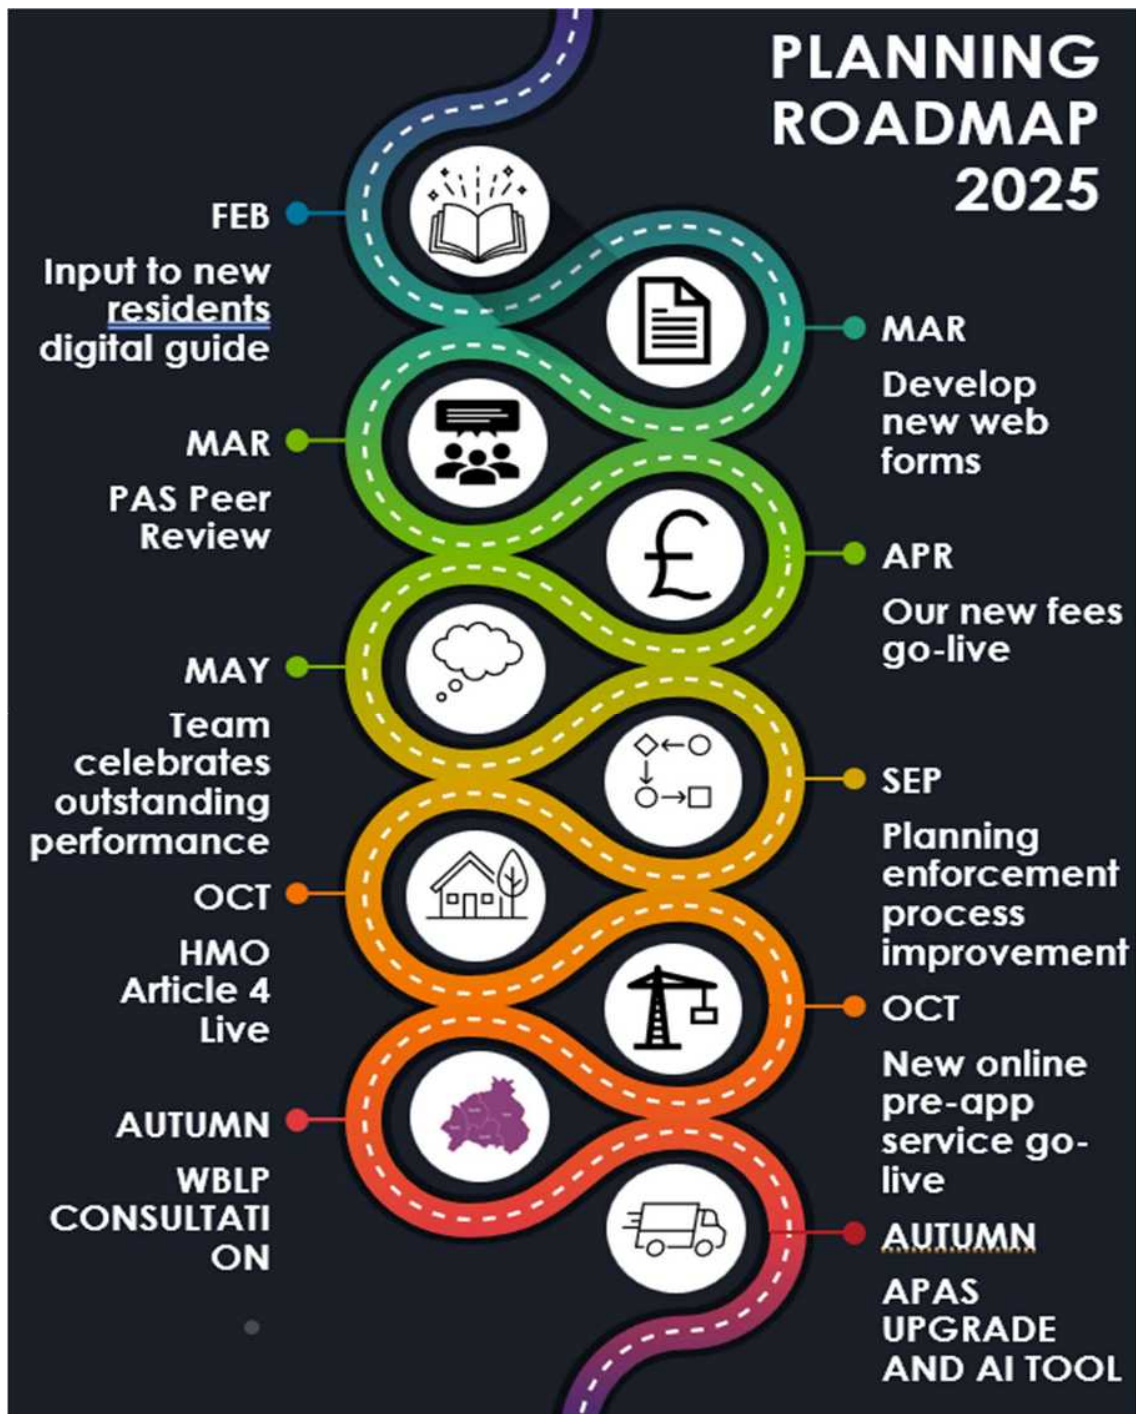 PLANNING
ROADMAP
2025
FEB
Input to new
residents
digital guide
MAR
Develop
new web
forms
MAR
PAS Peer
Review
APR
Our new fees
go-live
MAY
Team
celebrates
outstanding
performance
SEP
Planning
enforcement
process
improvement
OCT
HMO
Article 4
Live
OCT
New online
pre-app
service go-
live
AUTUMN
WBLP
CONSULTATI
ON
AUTUMN
APAS
UPGRADE
AND AI TOOL
£